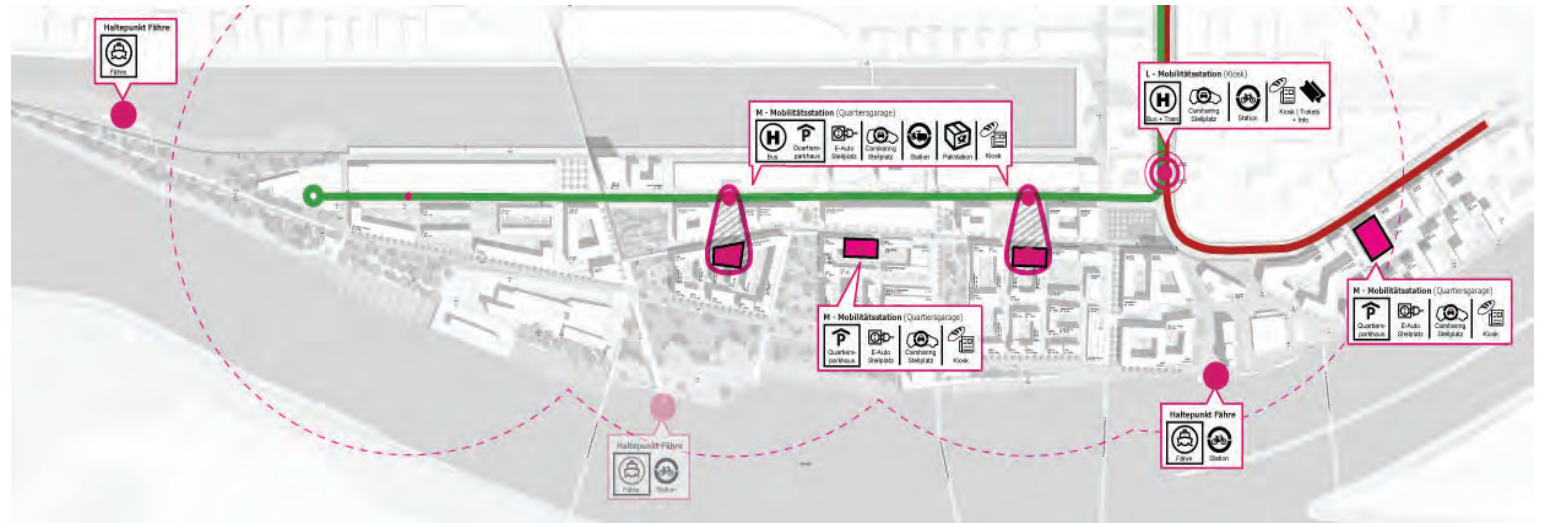 Haltepunkt Fähre
Fähre
L - Mobilitätsstation (Kiosk)
H
Bus + Tram
Carsharing
Stellplatz
Station
Kiosk | Tickets
+ Info
M - Mobilitätsstation (Quartiersgarage)
H
P
Bus
Quartiers-
parkhaus
E-Auto
Stellplatz
Carsharing
Stellplatz
Station
Paketstation
Kiosk
M - Mobilitätsstation (Quartiersgarage)
P
Quartiers-
parkhaus
E-Auto
Stellplatz
Carsharing
Stellplatz
Kiosk
M - Mobilitätsstation (Quartiersgarage)
P
Quartiers-
parkhaus
E-Auto
Stellplatz
Carsharing
Stellplatz
Kiosk
Haltepunkt Fähre
Fähre
Station
Haltepunkt Fähre
Fähre
Station